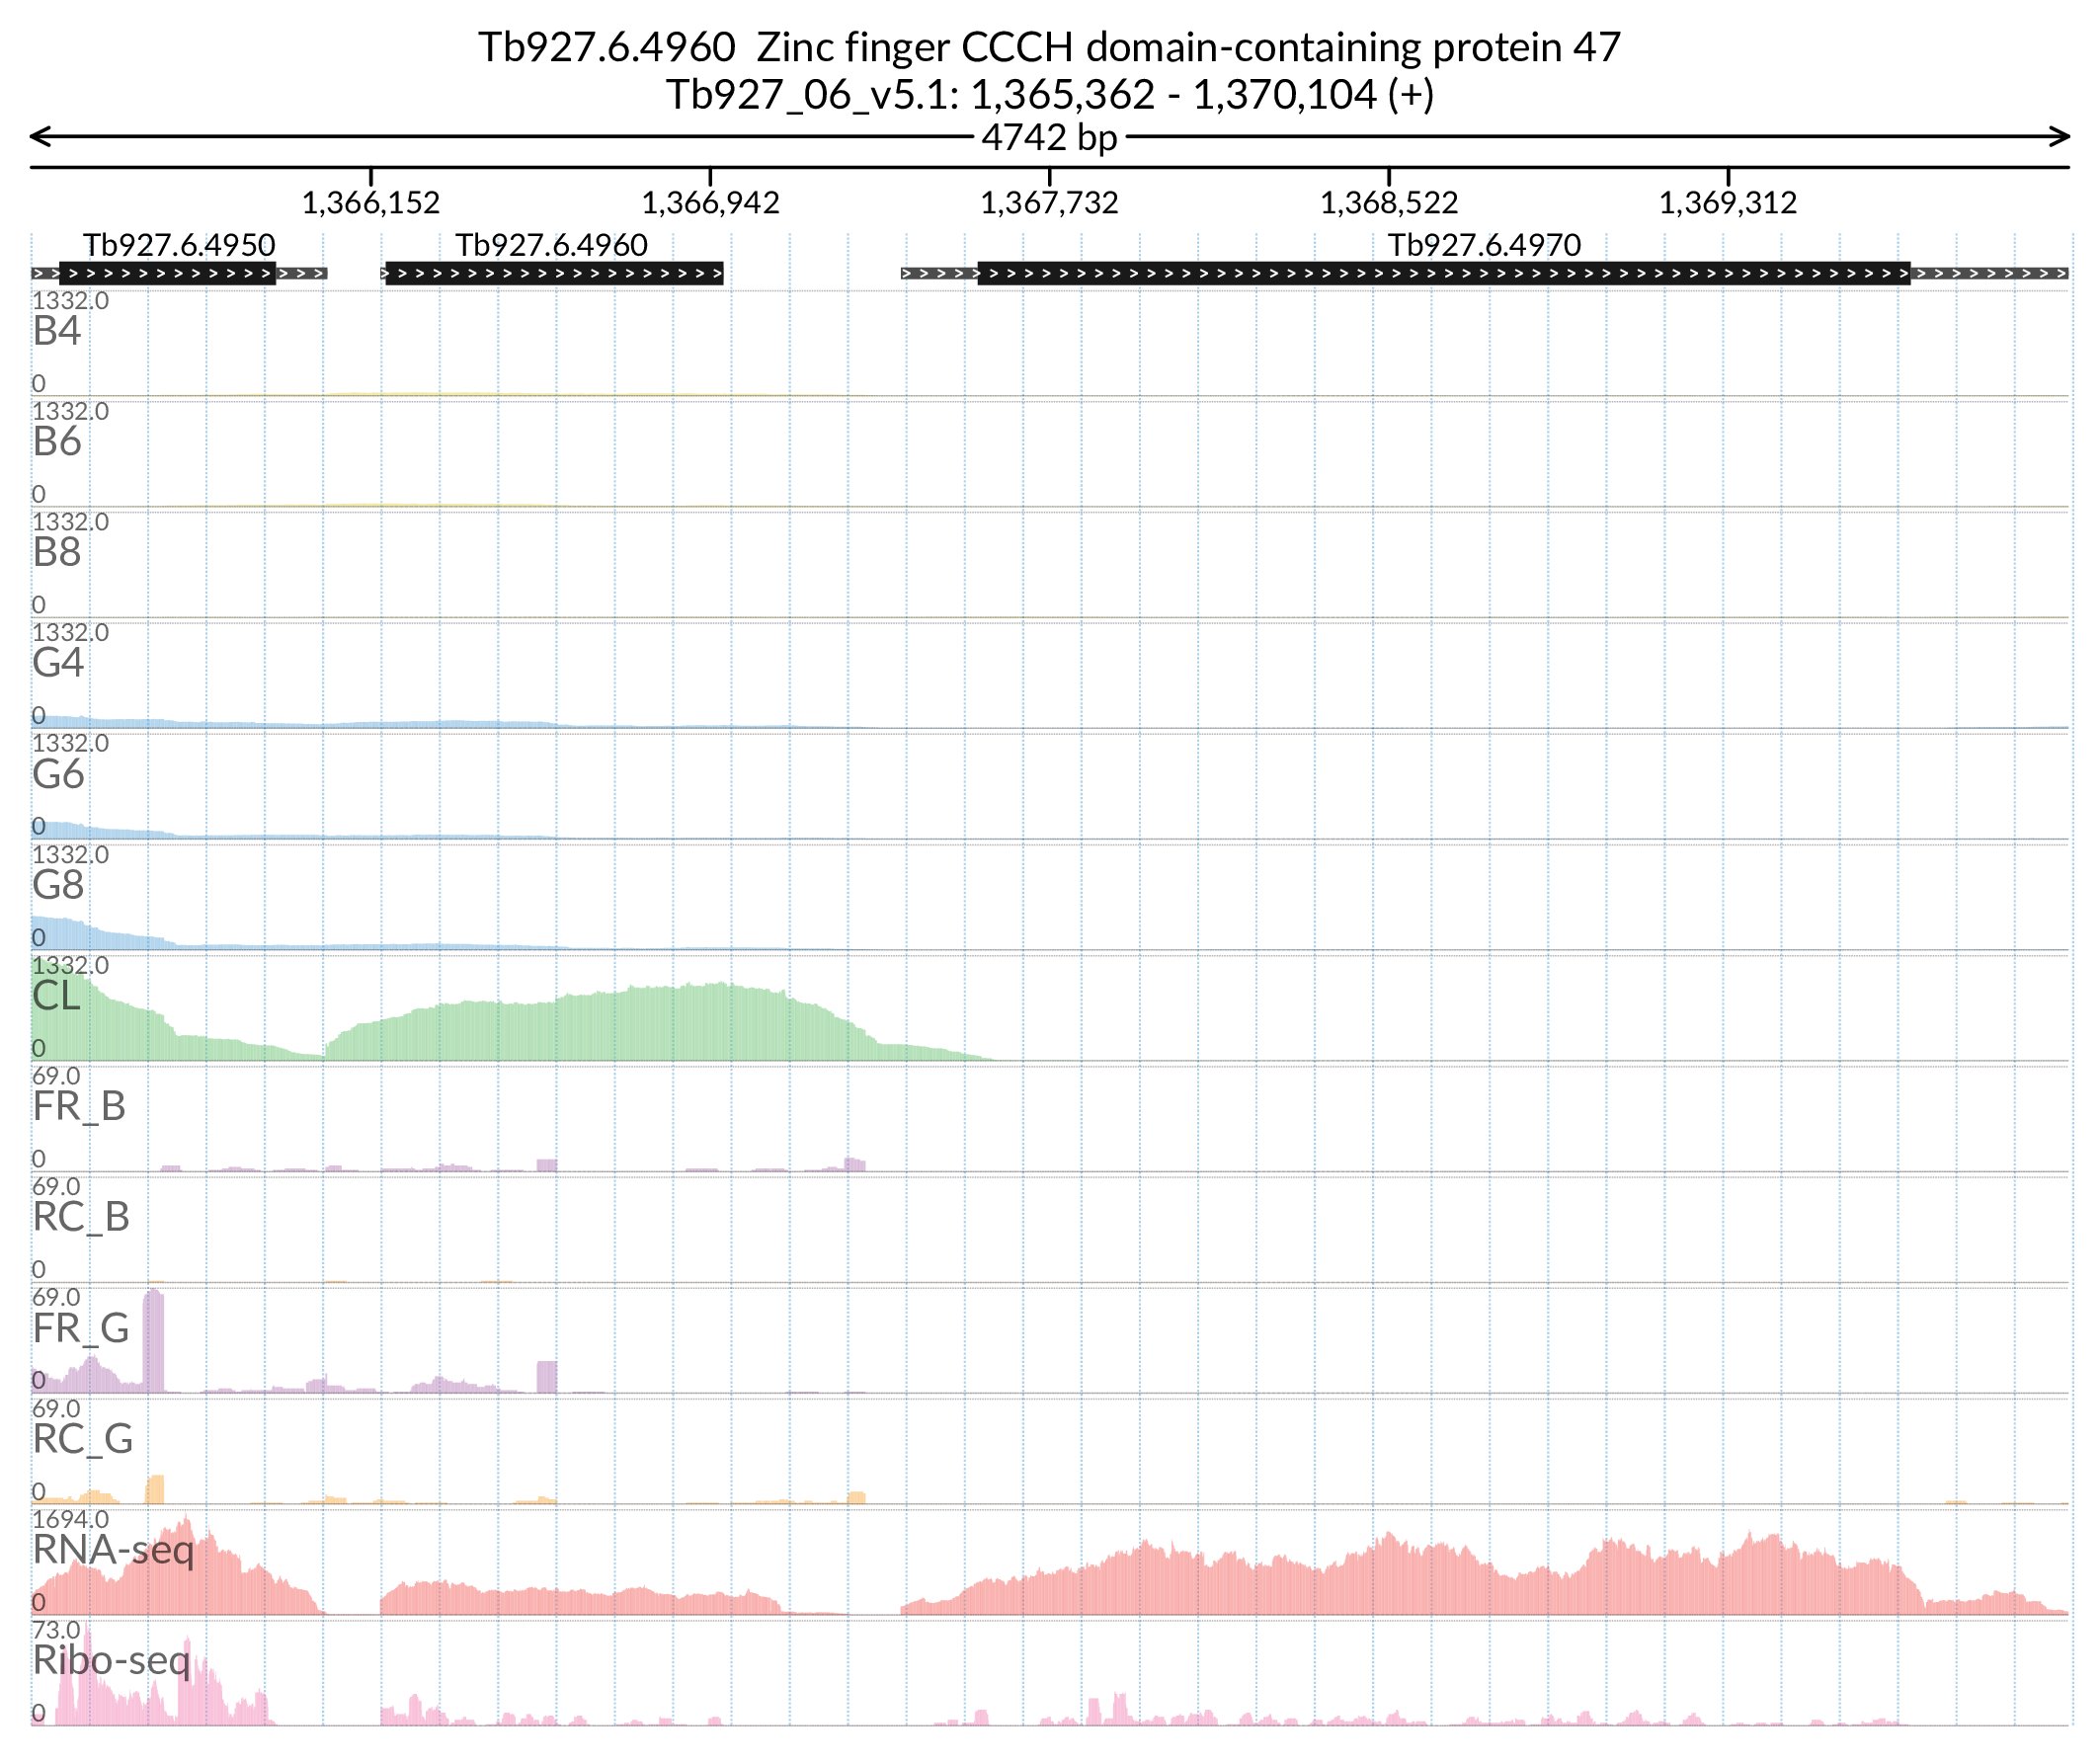 Tb927.6.4960  Zinc finger CCCH domain-containing protein 47
Tb927_06_v5.1: 1,365,362 - 1,370,104 (+)
4742 bp
1,366,152 1,366,942 1,367,732 1,368,522 1,369,312
Tb927.6.4950 Tb927.6.4960 Tb927.6.4970
1332.0
B4
0
1332.0
B6
0
1332.0
B8
0
1332.0
G4
0
1332.0
G6
0
1332.0
G8
0
1332.0
CL
0
69.0
FR_B
0
69.0
RC_B
0
69.0
FR_G
0
69.0
RC_G
0
1694.0
RNA-seq
0
73.0
Ribo-seq
0